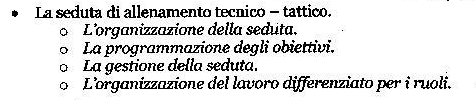 • La seduta di allenamento tecnico – tattico.
o L'organizzazione della seduta.
o La programmazione degli obiettivi.
o La gestione della seduta.
o L'organizzazione del lavoro differenziato per i ruoli.